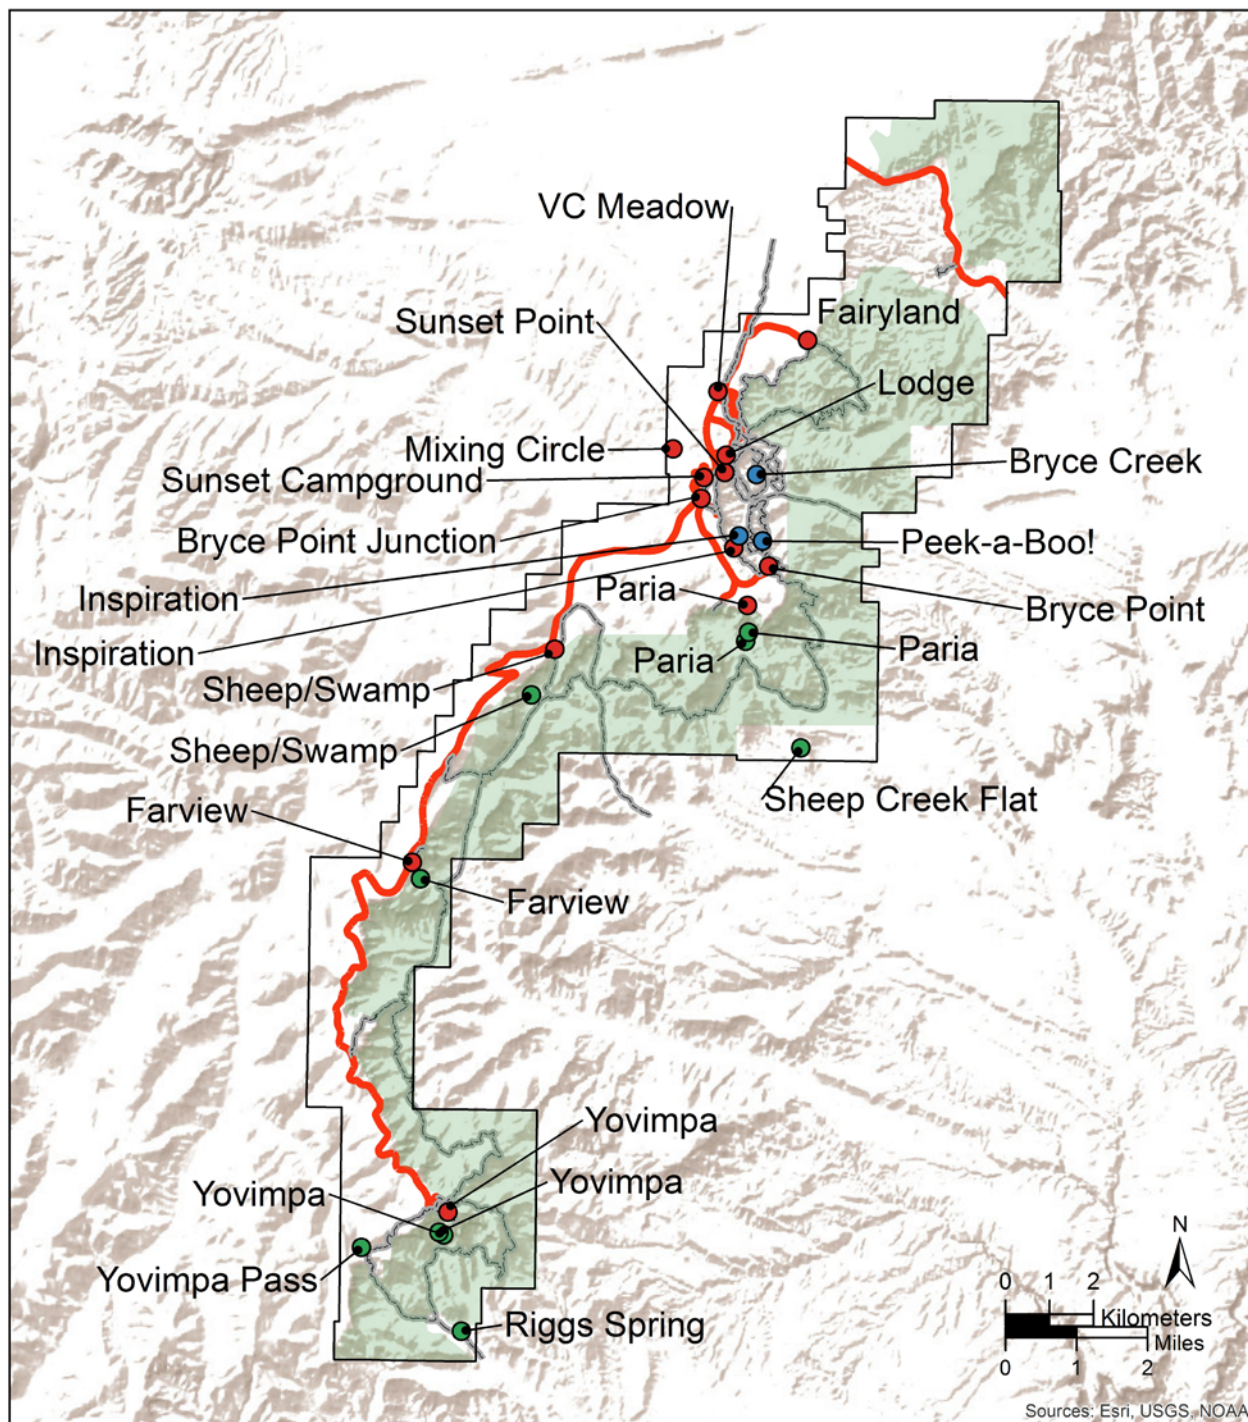 VC Meadow
Sunset Point
Fairyland
Lodge
Mixing Circle
Bryce Creek
Sunset Campground
Bryce Point Junction
Peek-a-Boo!
Inspiration
Paria
Bryce Point
Inspiration
Paria
Paria
Sheep/Swamp
Sheep/Swamp
Sheep Creek Flat
Farview
Farview
Yovimpa
Yovimpa
Yovimpa
Yovimpa Pass
Riggs Spring
N
0 1 2
Kilometers
Miles
0 1 2
Sources: Esri, USGS, NOAA